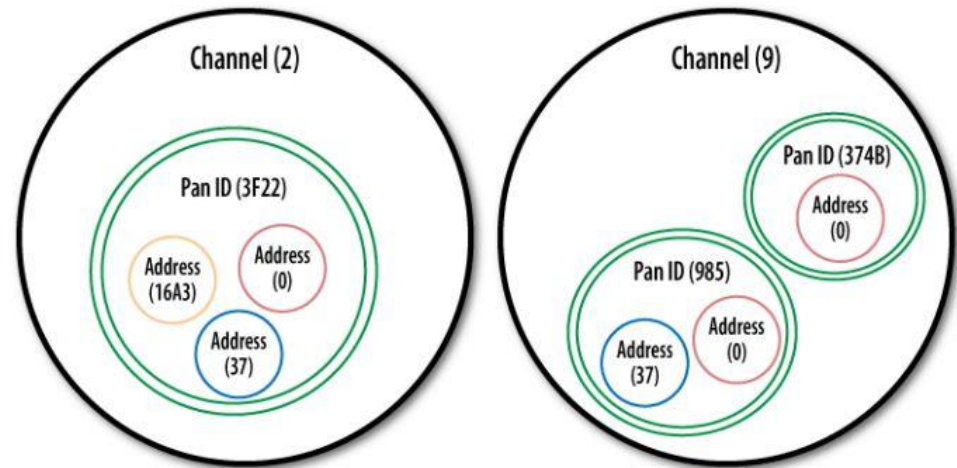 Channel (2)
Pan ID (3F22)
Address
(16A3)
Address
(0)
Address
(37)
Channel (9)
Pan ID (374B)
Address
(0)
Pan ID (985)
Address
(37)
Address
(0)